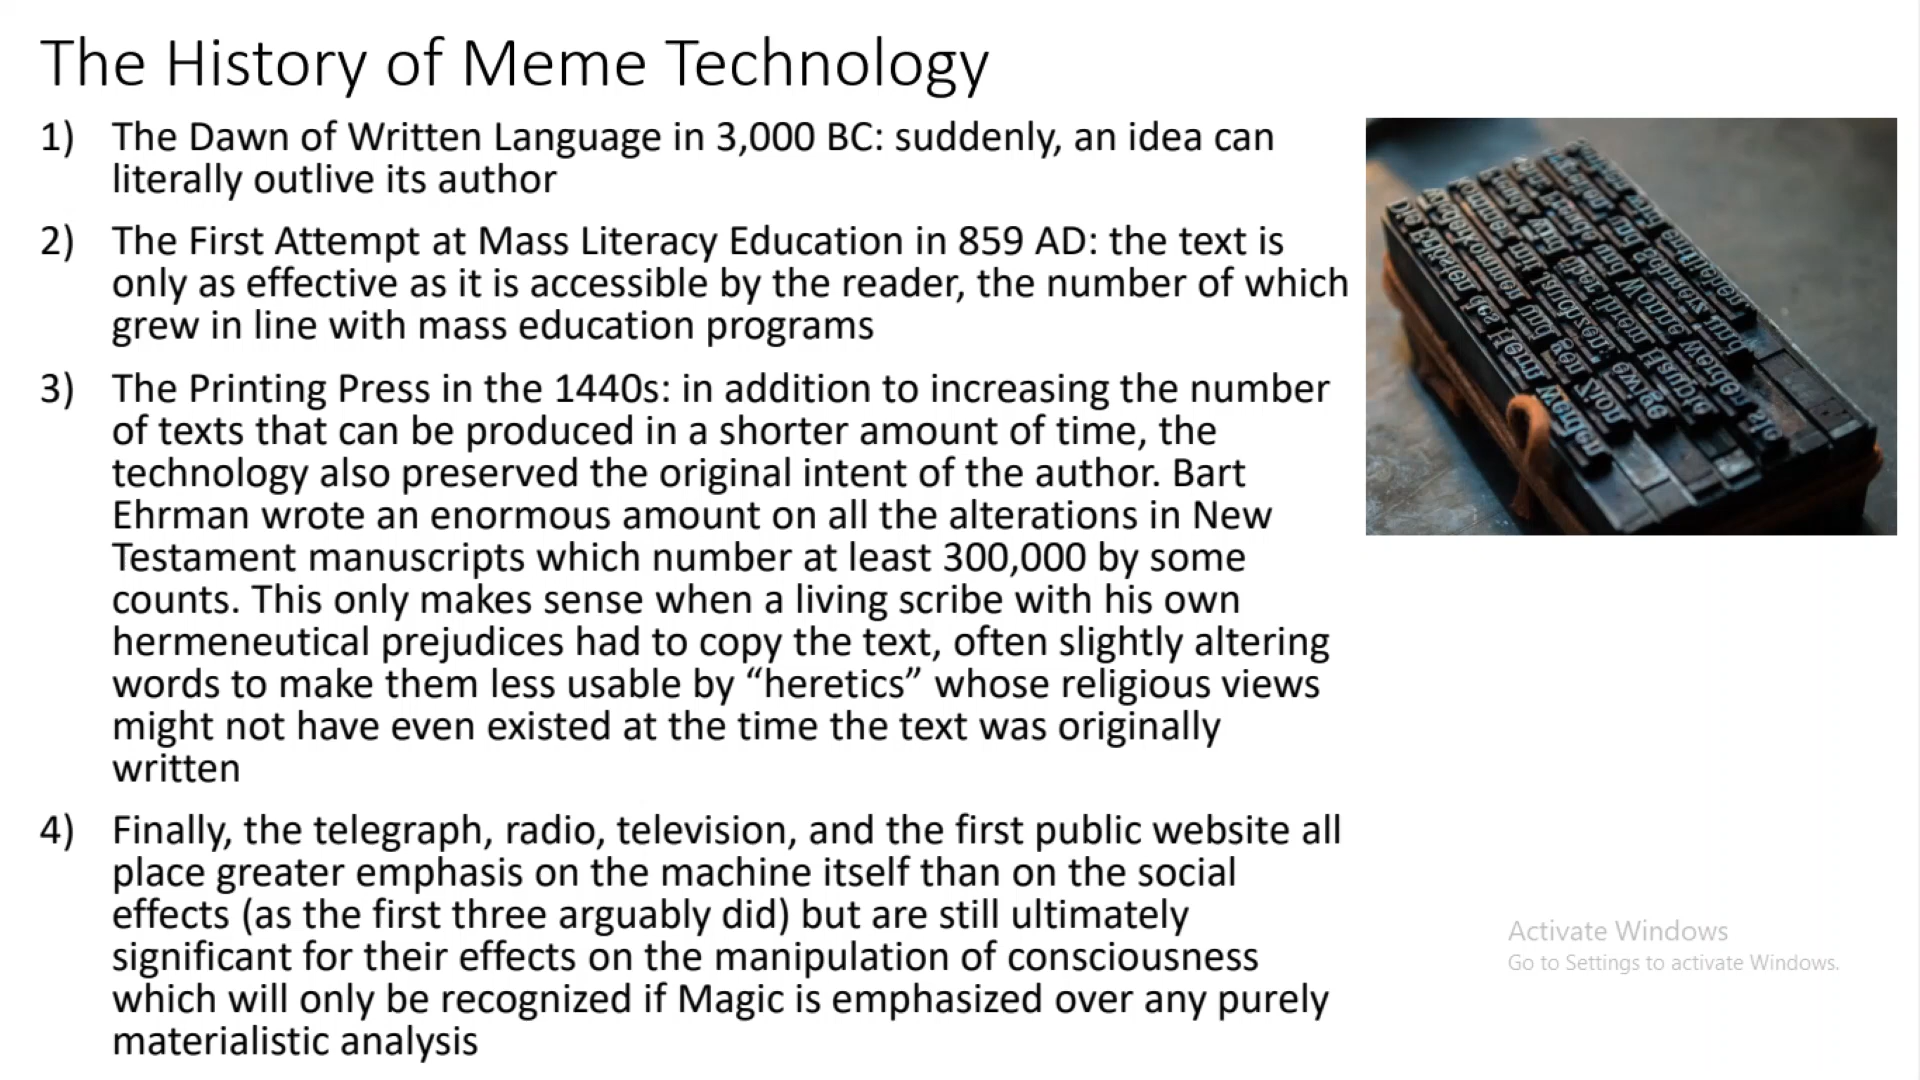 The History of Meme Technology
1) The Dawn of Written Language in 3,000 BC: suddenly, an idea can
literally outlive its author
2) The First Attempt at Mass Literacy Education in 859 AD: the text is
only as effective as it is accessible by the reader, the number of which
grew in line with mass education programs
3) The Printing Press in the 1440s: in addition to increasing the number
of texts that can be produced in a shorter amount of time, the
technology also preserved the original intent of the author. Bart
Ehrman wrote an enormous amount on all the alterations in New
Testament manuscripts which number at least 300,000 by some
counts. This only makes sense when a living scribe with his own
hermeneutical prejudices had to copy the text, often slightly altering
words to make them less usable by “heretics” whose religious views
might not have even existed at the time the text was originally
written
4) Finally, the telegraph, radio, television, and the first public website all
place greater emphasis on the machine itself than on the social
effects (as the first three arguably did) but are still ultimately
significant for their effects on the manipulation of consciousness
which will only be recognized if Magic is emphasized over any purely
materialistic analysis
Activate Windows
Go to Settings to activate Windows.